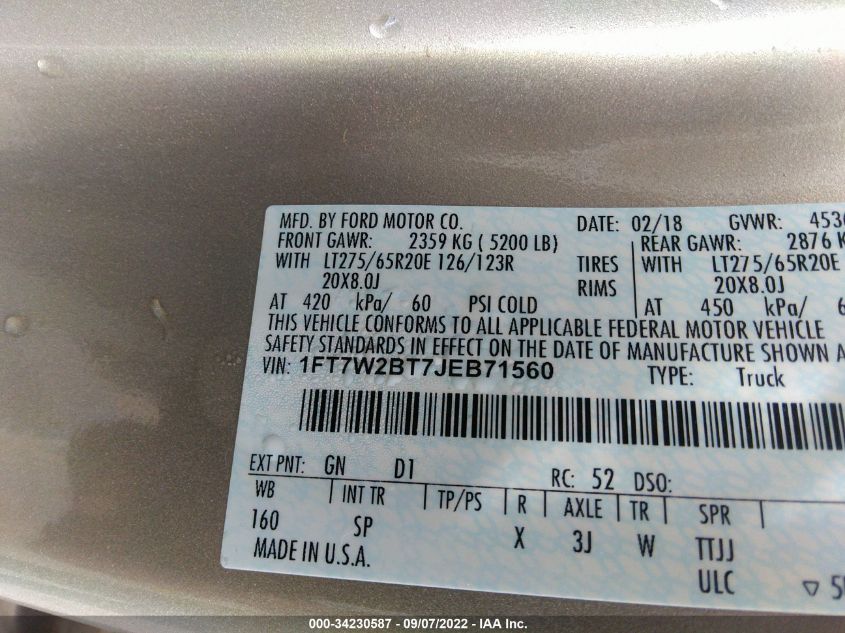 MFD. BY FORD MOTOR CO. DATE: 02/18 GVWR:
FRONT GAWR: 2359 KG ( 5200 LB) REAR GAWR: 2876 K
WITH LT275/65R20E 126/123R TIRES WITH LT275/65R20E
20X8.0J RIMS 20X8.0J
AT 420 kPa/ 60 PSI COLD AT 450 kPa/
THIS VEHICLE CONFORMS TO ALL APPLICABLE FEDERAL MOTOR VEHICLE
SAFETY STANDARDS IN EFFECT ON THE DATE OF MANUFACTURE SHOWN
VIN: 1FT7W2BT7JEB71560 TYPE: Truck
EXT PNT: GN D1 RC: 52 DSO:
WB INT TR TP/PS R AXLE TR SPR
160 SP X 3J W TTJJ
MADE IN U.S.A. ULC
000-34230587 - 09/07/2022 - IAA Inc.